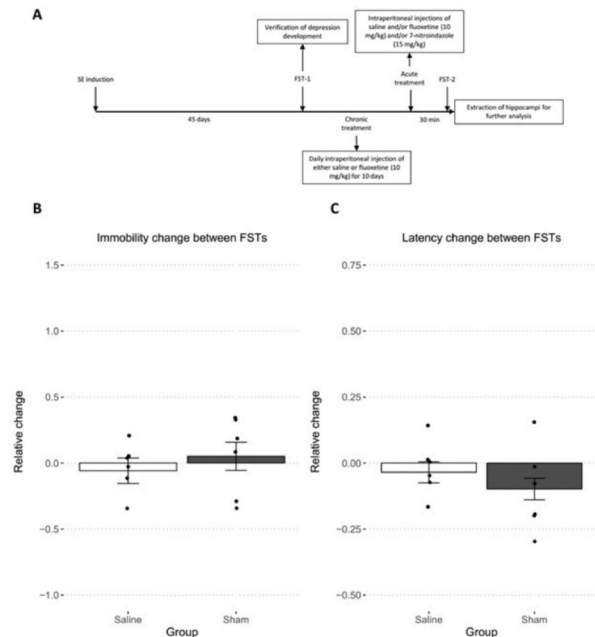 A
Verification of depression
development
Intraperitoneal injections of
saline and/or fluoxetine (10
mg/kg) and/or 7-nitroindazole
(15 mg/kg)
SE induction
FST-1
Acute
treatment
FST-2
45 days
Chronic
treatment
30 min
Extraction of hippocampi for
further analysis
Daily intraperitoneal injection of
either saline or fluoxetine (10
mg/kg) for 10 days
B
Immobility change between FSTs
1.5
1.0
0.5
0.0
−0.5
−1.0
Relative change
Saline
Sham
Group
C
Latency change between FSTs
0.75
0.50
0.25
0.00
−0.25
−0.50
Relative change
Saline
Sham
Group